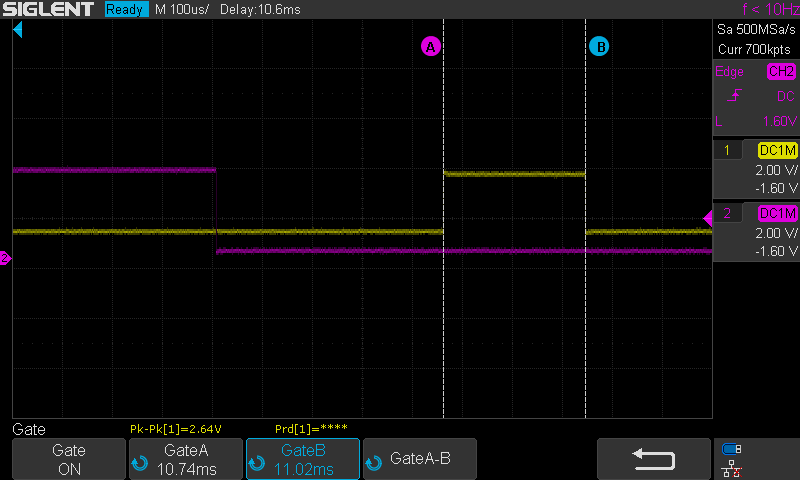 SIGLENT Ready M 100us/ Delay:10.6ms f < 10Hz
Sa 500MSa/s
Curr 700kpts
A B
Edge CH2
DC
L 1.60V
1 DC1M
2.00 V/
-1.60 V
2 DC1M
2.00 V/
-1.60 V
2
Gate Pk-Pk[1]=2.64V Prd[1]=****
Gate
ON
GateA
10.74ms
GateB
11.02ms
GateA-B